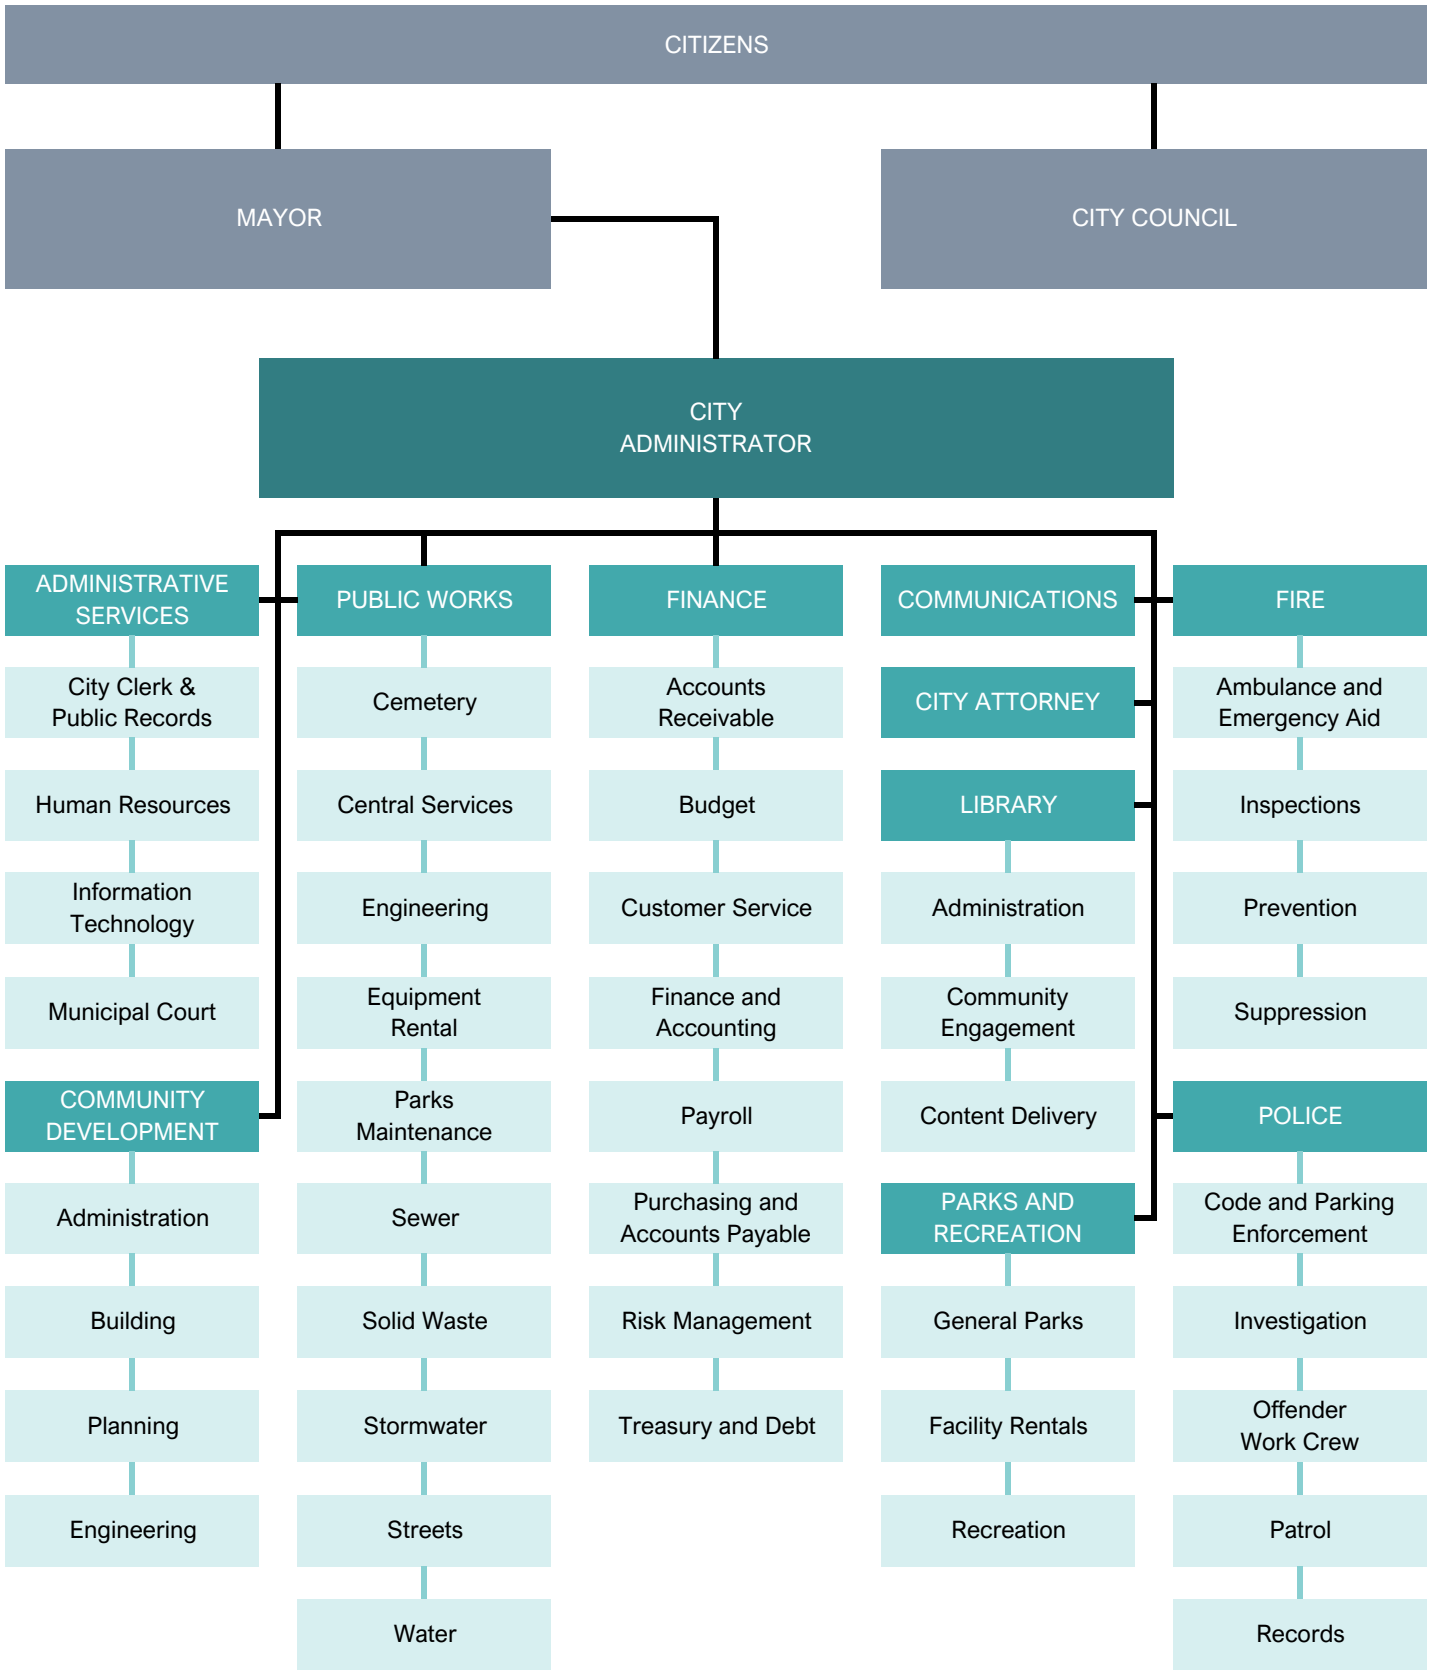 CITIZENS
MAYOR
CITY COUNCIL
CITY
ADMINISTRATOR
ADMINISTRATIVE
SERVICES
City Clerk &
Public Records
Human Resources
Information
Technology
Municipal Court
COMMUNITY
DEVELOPMENT
Administration
Building
Planning
Engineering
PUBLIC WORKS
Cemetery
Central Services
Engineering
Equipment
Rental
Parks
Maintenance
Sewer
Solid Waste
Stormwater
Streets
Water
FINANCE
Accounts
Receivable
Budget
Customer Service
Finance and
Accounting
Payroll
Purchasing and
Accounts Payable
Risk Management
Treasury and Debt
COMMUNICATIONS
CITY ATTORNEY
LIBRARY
Administration
Community
Engagement
Content Delivery
PARKS AND
RECREATION
General Parks
Facility Rentals
Recreation
FIRE
Ambulance and
Emergency Aid
Inspections
Prevention
Suppression
POLICE
Code and Parking
Enforcement
Investigation
Offender
Work Crew
Patrol
Records